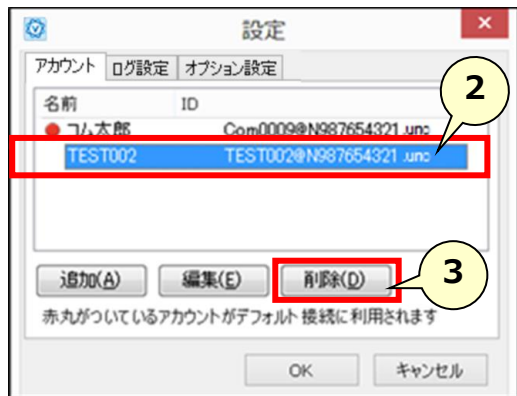 設定
アカウント ログ設定 オプション設定
名前 ID
コム太郎 Com0009@N987654321.uno
TEST002 TEST002@N987654321.uno
2
追加(A) 編集(E) 削除(D)
3
赤丸がついているアカウントがデフォルト接続に利用されます
OK キャンセル